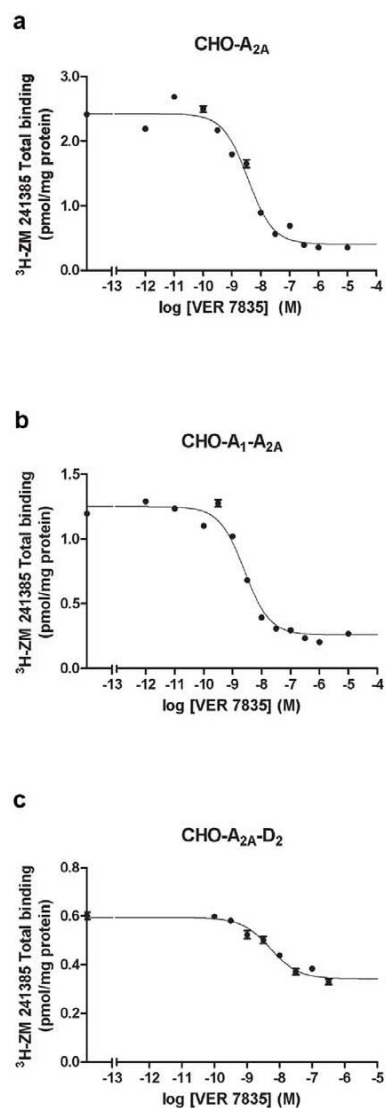 a
CHO-A2A
3H-ZM 241385 Total binding
(pmol/mg protein)
3.0
2.0
1.0
0.0
-13 -12 -11 -10 -9 -8 -7 -6 -5 -4
log [VER 7835] (M)
b
CHO-A1-A2A
3H-ZM 241385 Total binding
(pmol/mg protein)
1.5
1.0
0.5
0.0
-13 -12 -11 -10 -9 -8 -7 -6 -5 -4
log [VER 7835] (M)
c
CHO-A2A-D2
3H-ZM 241385 Total binding
(pmol/mg protein)
0.8
0.6
0.4
0.2
0.0
-13 -12 -11 -10 -9 -8 -7 -6 -5
log [VER 7835] (M)